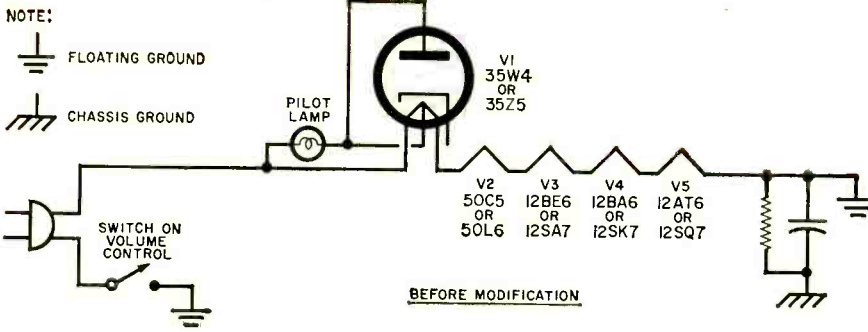 NOTE:
FLOATING GROUND
CHASSIS GROUND
PILOT
LAMP
V1
35W4
OR
35Z5
V2
50C5
OR
50L6
V3
12BE6
OR
12SA7
V4
12BA6
OR
12SK7
V5
12AT6
OR
12SQ7
SWITCH ON
VOLUME
CONTROL
BEFORE MODIFICATION